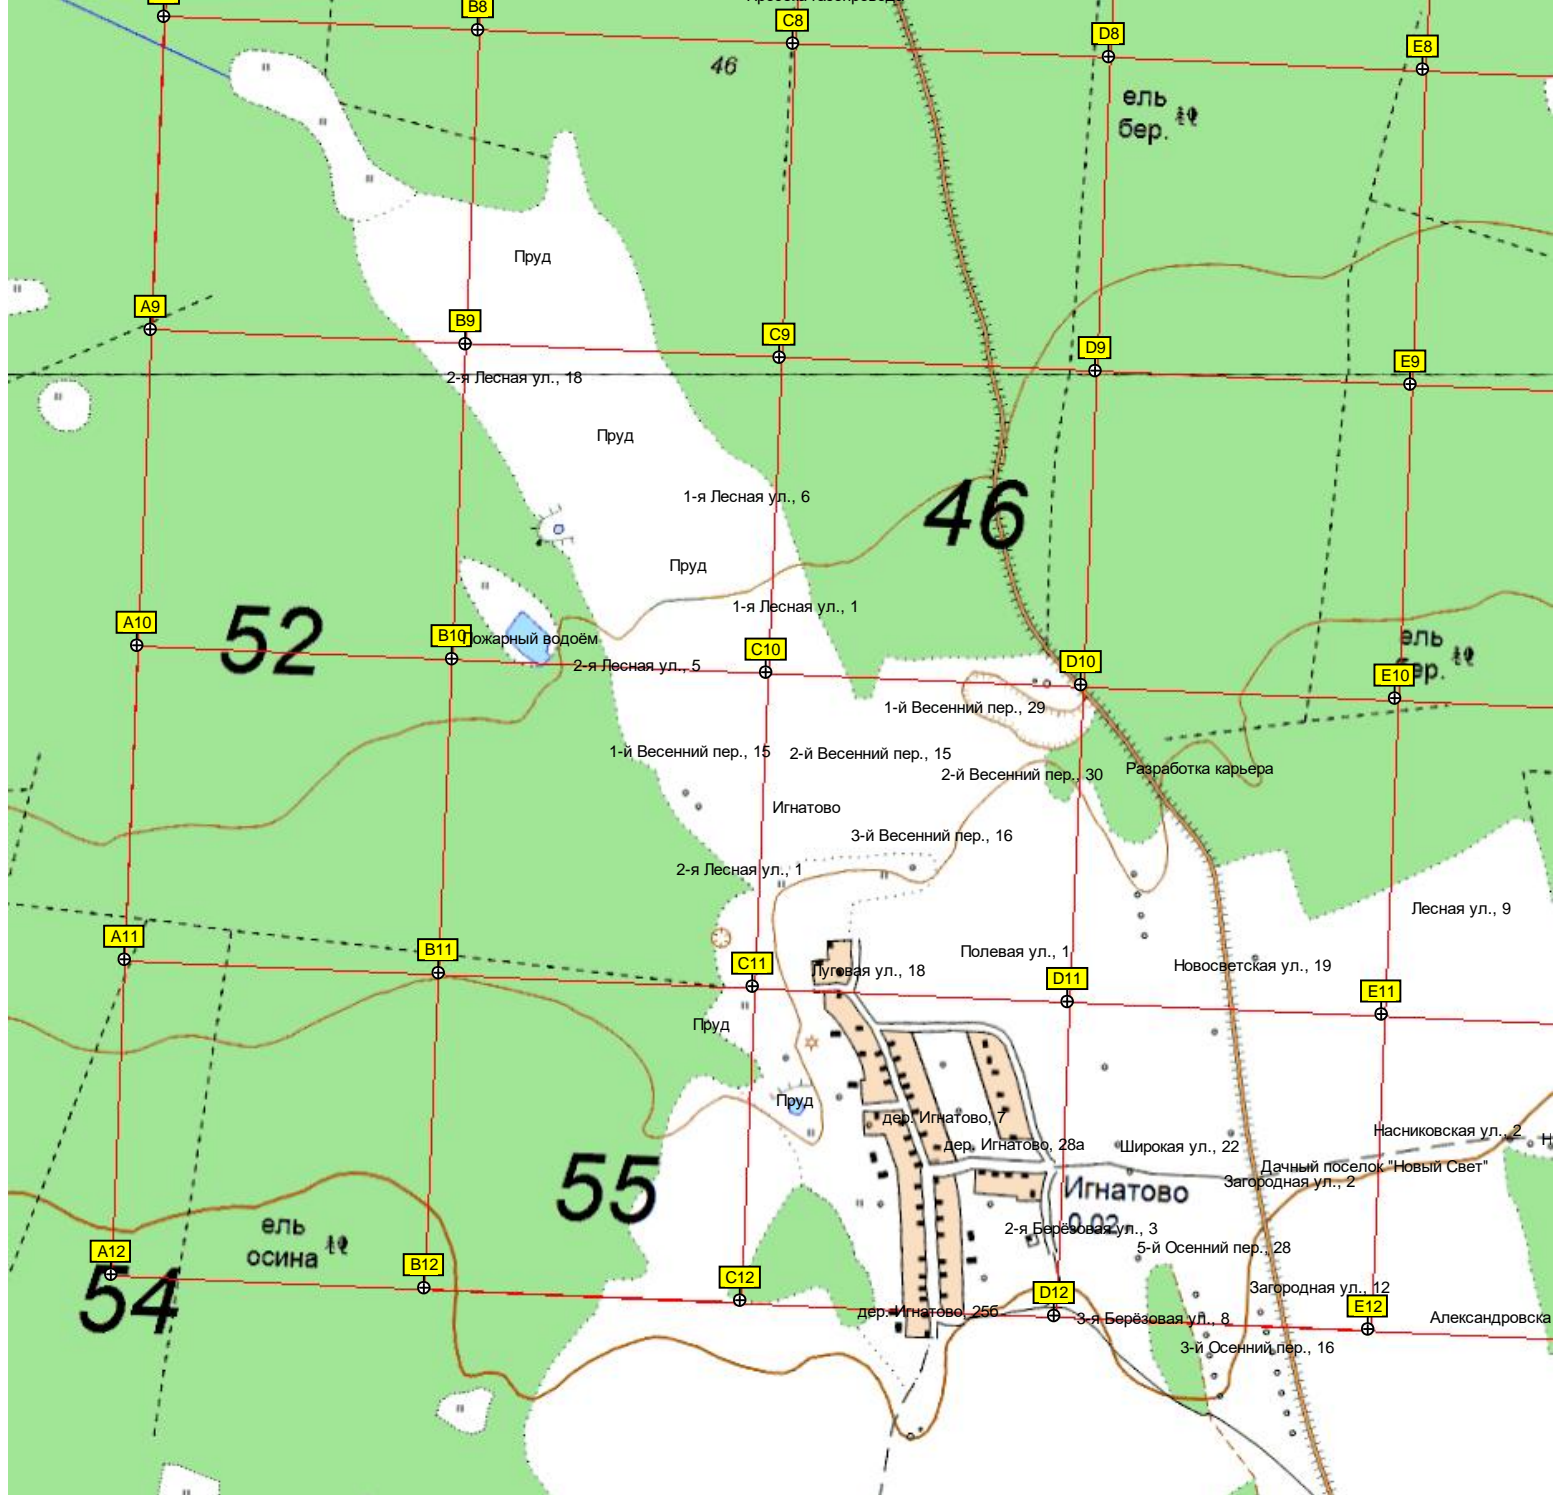 B8
C8
D8
E8
46
ель
бер.
Пруд
A9
B9
C9
D9
E9
2-я Лесная ул., 18
Пруд
1-я Лесная ул., 6
46
Пруд
1-я Лесная ул., 1
52
A10
B10
Пожарный водоём
C10
D10
E10
ель
бер.
2-я Лесная ул., 5
1-й Весенний пер., 29
1-й Весенний пер., 15
2-й Весенний пер., 15
2-й Весенний пер., 30
Разработка карьера
Игнатово
3-й Весенний пер., 16
2-я Лесная ул., 1
Лесная ул., 9
A11
B11
C11
D11
E11
Полевая ул., 1
Луговая ул., 18
Новосветская ул., 19
Пруд
Пруд
дер. Игнатово, 7
дер. Игнатово, 28а
Широкая ул., 22
Насниковская ул., 2
Дачный поселок "Новый Свет"
Загородная ул., 2
55
Игнатово
0.02
2-я Берёзовая ул., 3
5-й Осенний пер., 28
ель
осина
A12
B12
C12
D12
E12
Загородная ул., 12
54
дер. Игнатово, 25б
3-я Берёзовая ул., 8
Александровска
3-й Осенний пер., 16